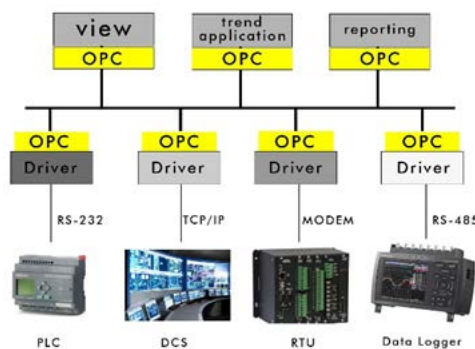 view
trend
application
reporting
OPC
OPC
OPC
OPC
OPC
OPC
OPC
Driver
Driver
Driver
Driver
RS-232
TCP/IP
MODEM
RS-485
PLC
DCS
RTU
Data Logger